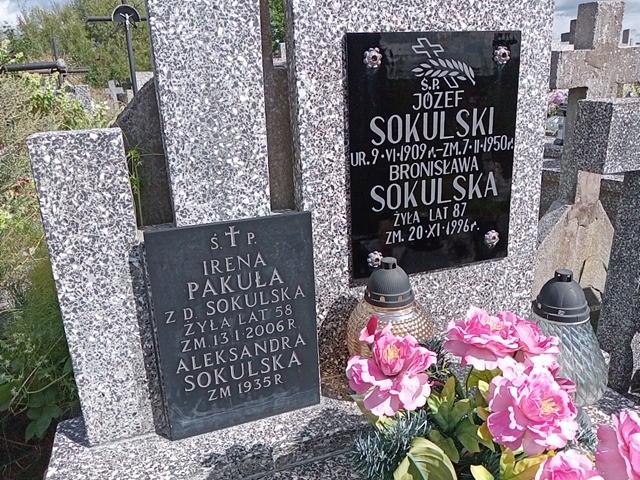 Ś.P.
JÓZEF
SOKULSKI
UR. 9·VI·1909 r.-ZM. 7·II·1950 r.
BRONISŁAWA
SOKULSKA
ŻYŁA LAT 87
ZM. 20·XI·1996 r.
Ś † P.
IRENA
PAKUŁA
Z D. SOKULSKA
ŻYŁA LAT 58
ZM. 13·I·2006 R
ALEKSANDRA
SOKULSKA
ZM 1935 R